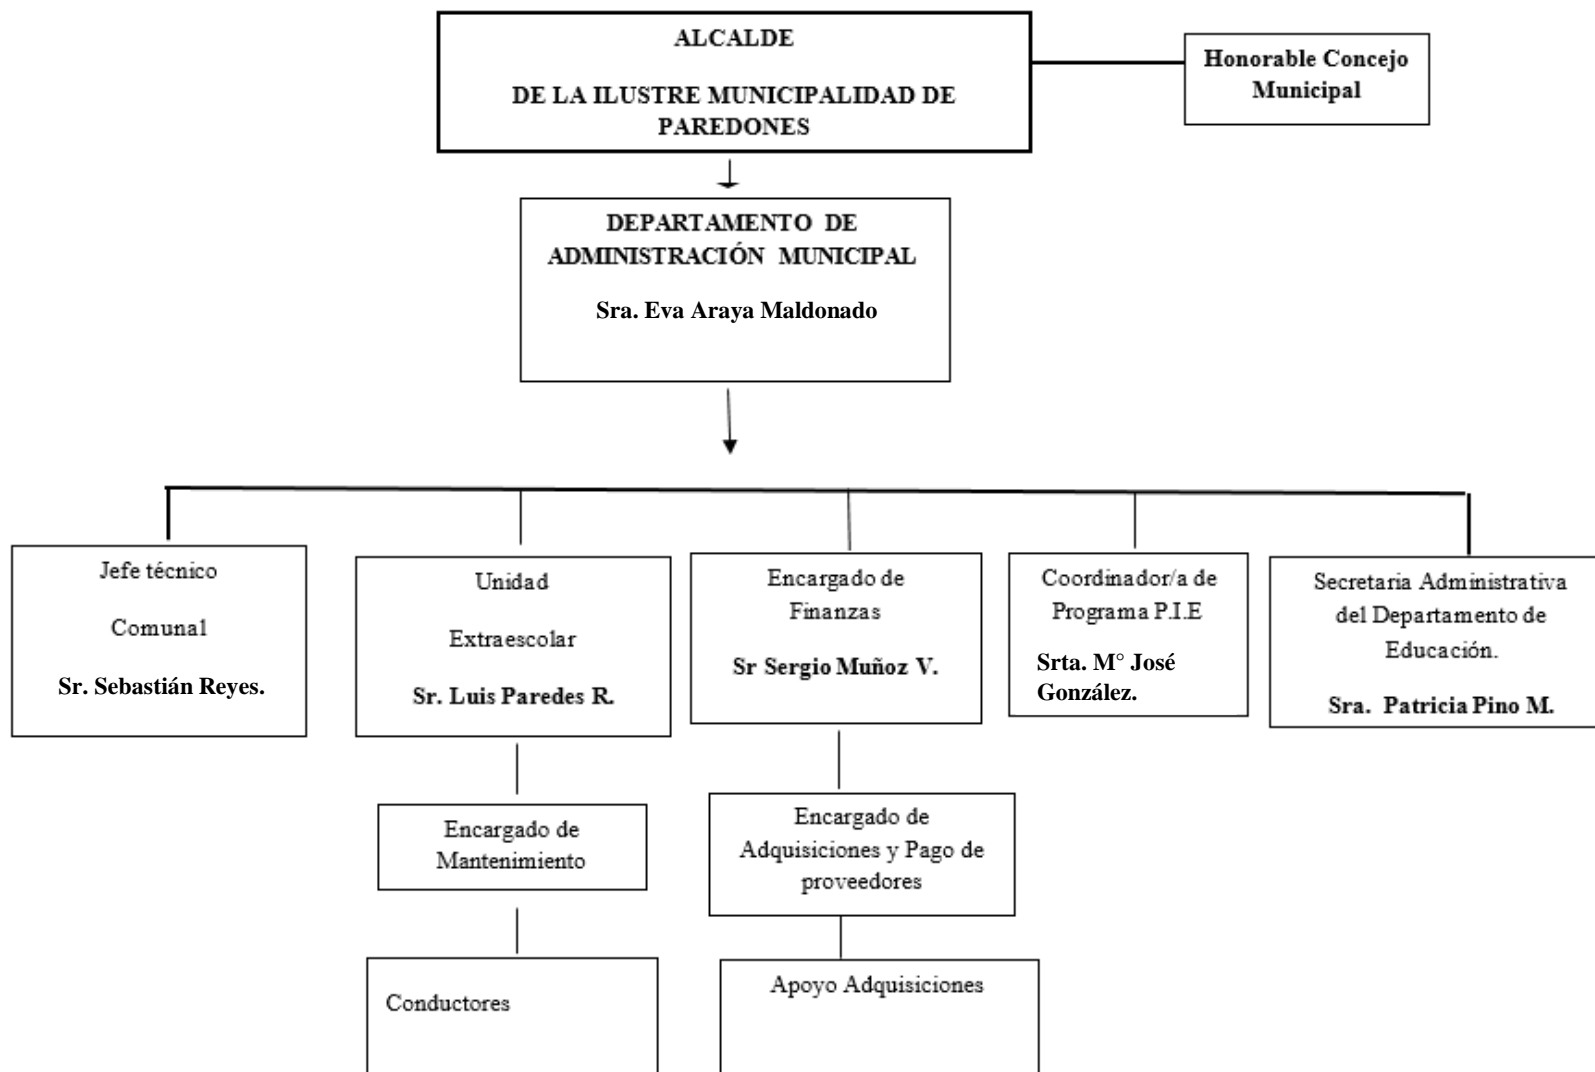 ALCALDE
DE LA ILUSTRE MUNICIPALIDAD DE
PAREDONES
Honorable Concejo
Municipal
DEPARTAMENTO DE
ADMINISTRACIÓN MUNICIPAL
Sra. Eva Araya Maldonado
Jefe técnico
Comunal
Sr. Sebastián Reyes.
Unidad
Extraescolar
Sr. Luis Paredes R.
Encargado de
Finanzas
Sr Sergio Muñoz V.
Coordinador/a de
Programa P.I.E
Srta. M° José
González.
Secretaria Administrativa
del Departamento de
Educación.
Sra. Patricia Pino M.
Encargado de
Mantenimiento
Encargado de
Adquisiciones y Pago de
proveedores
Conductores
Apoyo Adquisiciones